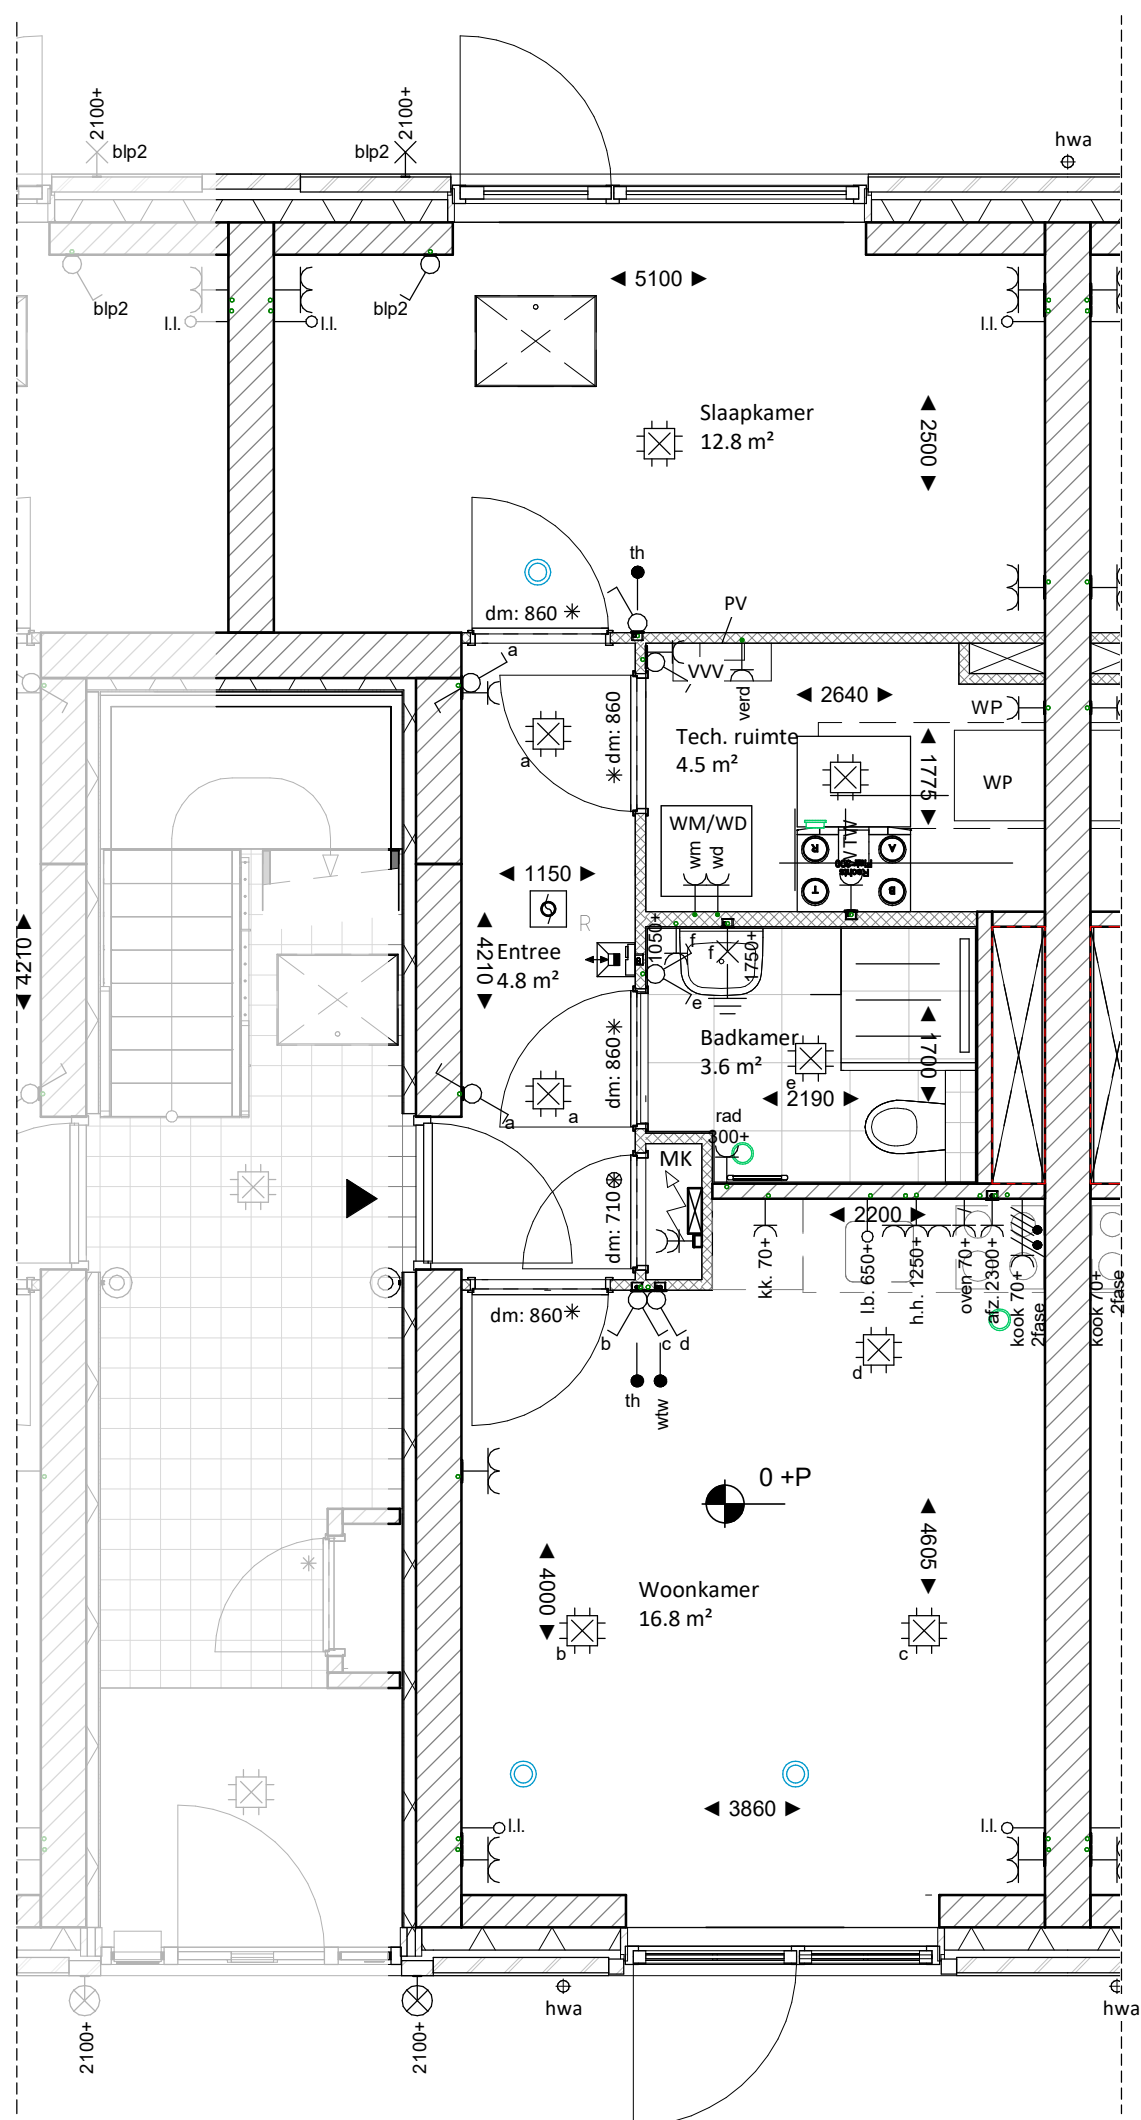 2100+
2100+
blp2
blp2
hwa
◄ 5100 ►
blp2
blp2
l.l.
l.l.
l.l.
Slaapkamer
12.8 m²
◄ 2500 ►
th
dm: 860
PV
a
VVV
verd
◄ 2640 ►
WP
dm: 860
Tech. ruimte
4.5 m²
a
◄ 1775 ►
WP
WM/WD
wm
wd
VTW
R
A
T
B
◄ 1150 ►
R
1050+
f
f
1750+
◄ 4210 ►
◄ 4210 ►
Entree
4.8 m²
e
dm: 860
Badkamer
3.6 m²
◄ 1700 ►
e
◄ 2190 ►
a
a
rad
300+
MK
dm: 710
◄ 2200 ►
kk. 70+
l.b. 650+
h.h. 1250+
oven 70+
afz. 2300+
kook 70+
2fase
kook 70+
2fase
dm: 860
b
c
d
d
th
wtw
0 +P
◄ 4000 ►
◄ 4605 ►
Woonkamer
16.8 m²
b
c
◄ 3860 ►
l.l.
l.l.
hwa
hwa
2100+
2100+